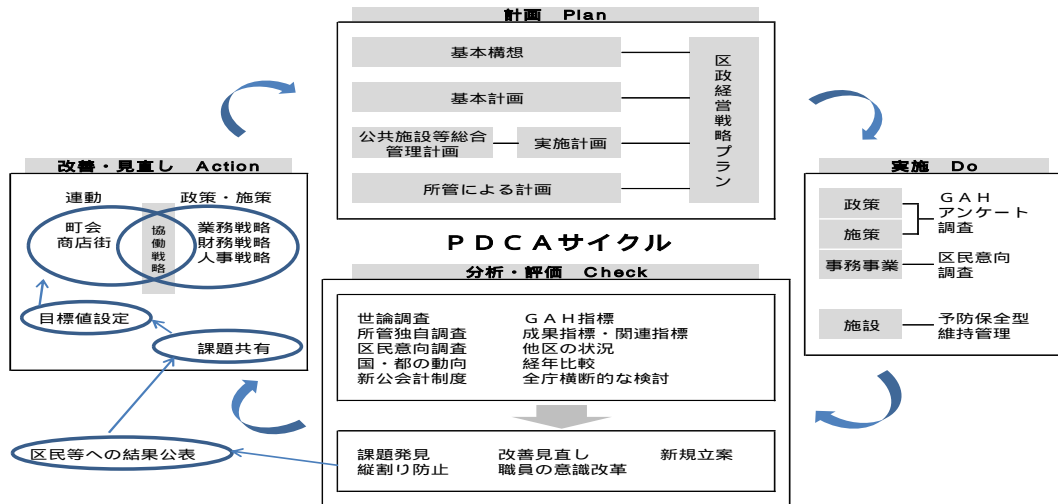 計画　Plan
基本構想
基本計画
公共施設等総合
管理計画
実施計画
所管による計画
区政経営戦略プラン
改善・見直し　Action
連動
政策・施策
町会
商店街
協働戦略
業務戦略
財務戦略
人事戦略
目標値設定
課題共有
区民等への結果公表
PDCAサイクル
実施　Do
政策
施策
GAH
アンケート
調査
事務事業
区民意向
調査
施設
予防保全型
維持管理
分析・評価　Check
世論調査
所管独自調査
区民意向調査
国・都の動向
新公会計制度
GAH指標
成果指標・関連指標
他区の状況
経年比較
全庁横断的な検討
課題発見　改善見直し　新規立案
縦割り防止　職員の意識改革